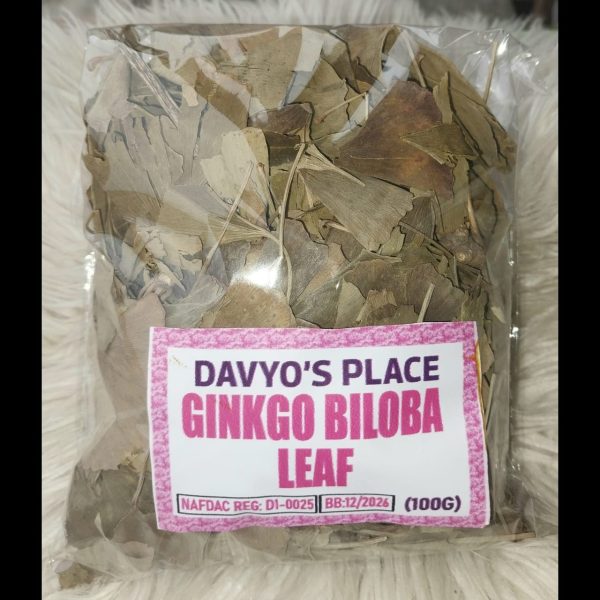 DAVYO'S PLACE
GINKGO BILOBA
LEAF
NAFDAC REG: D1-0025 BB:12/2026 (100G)